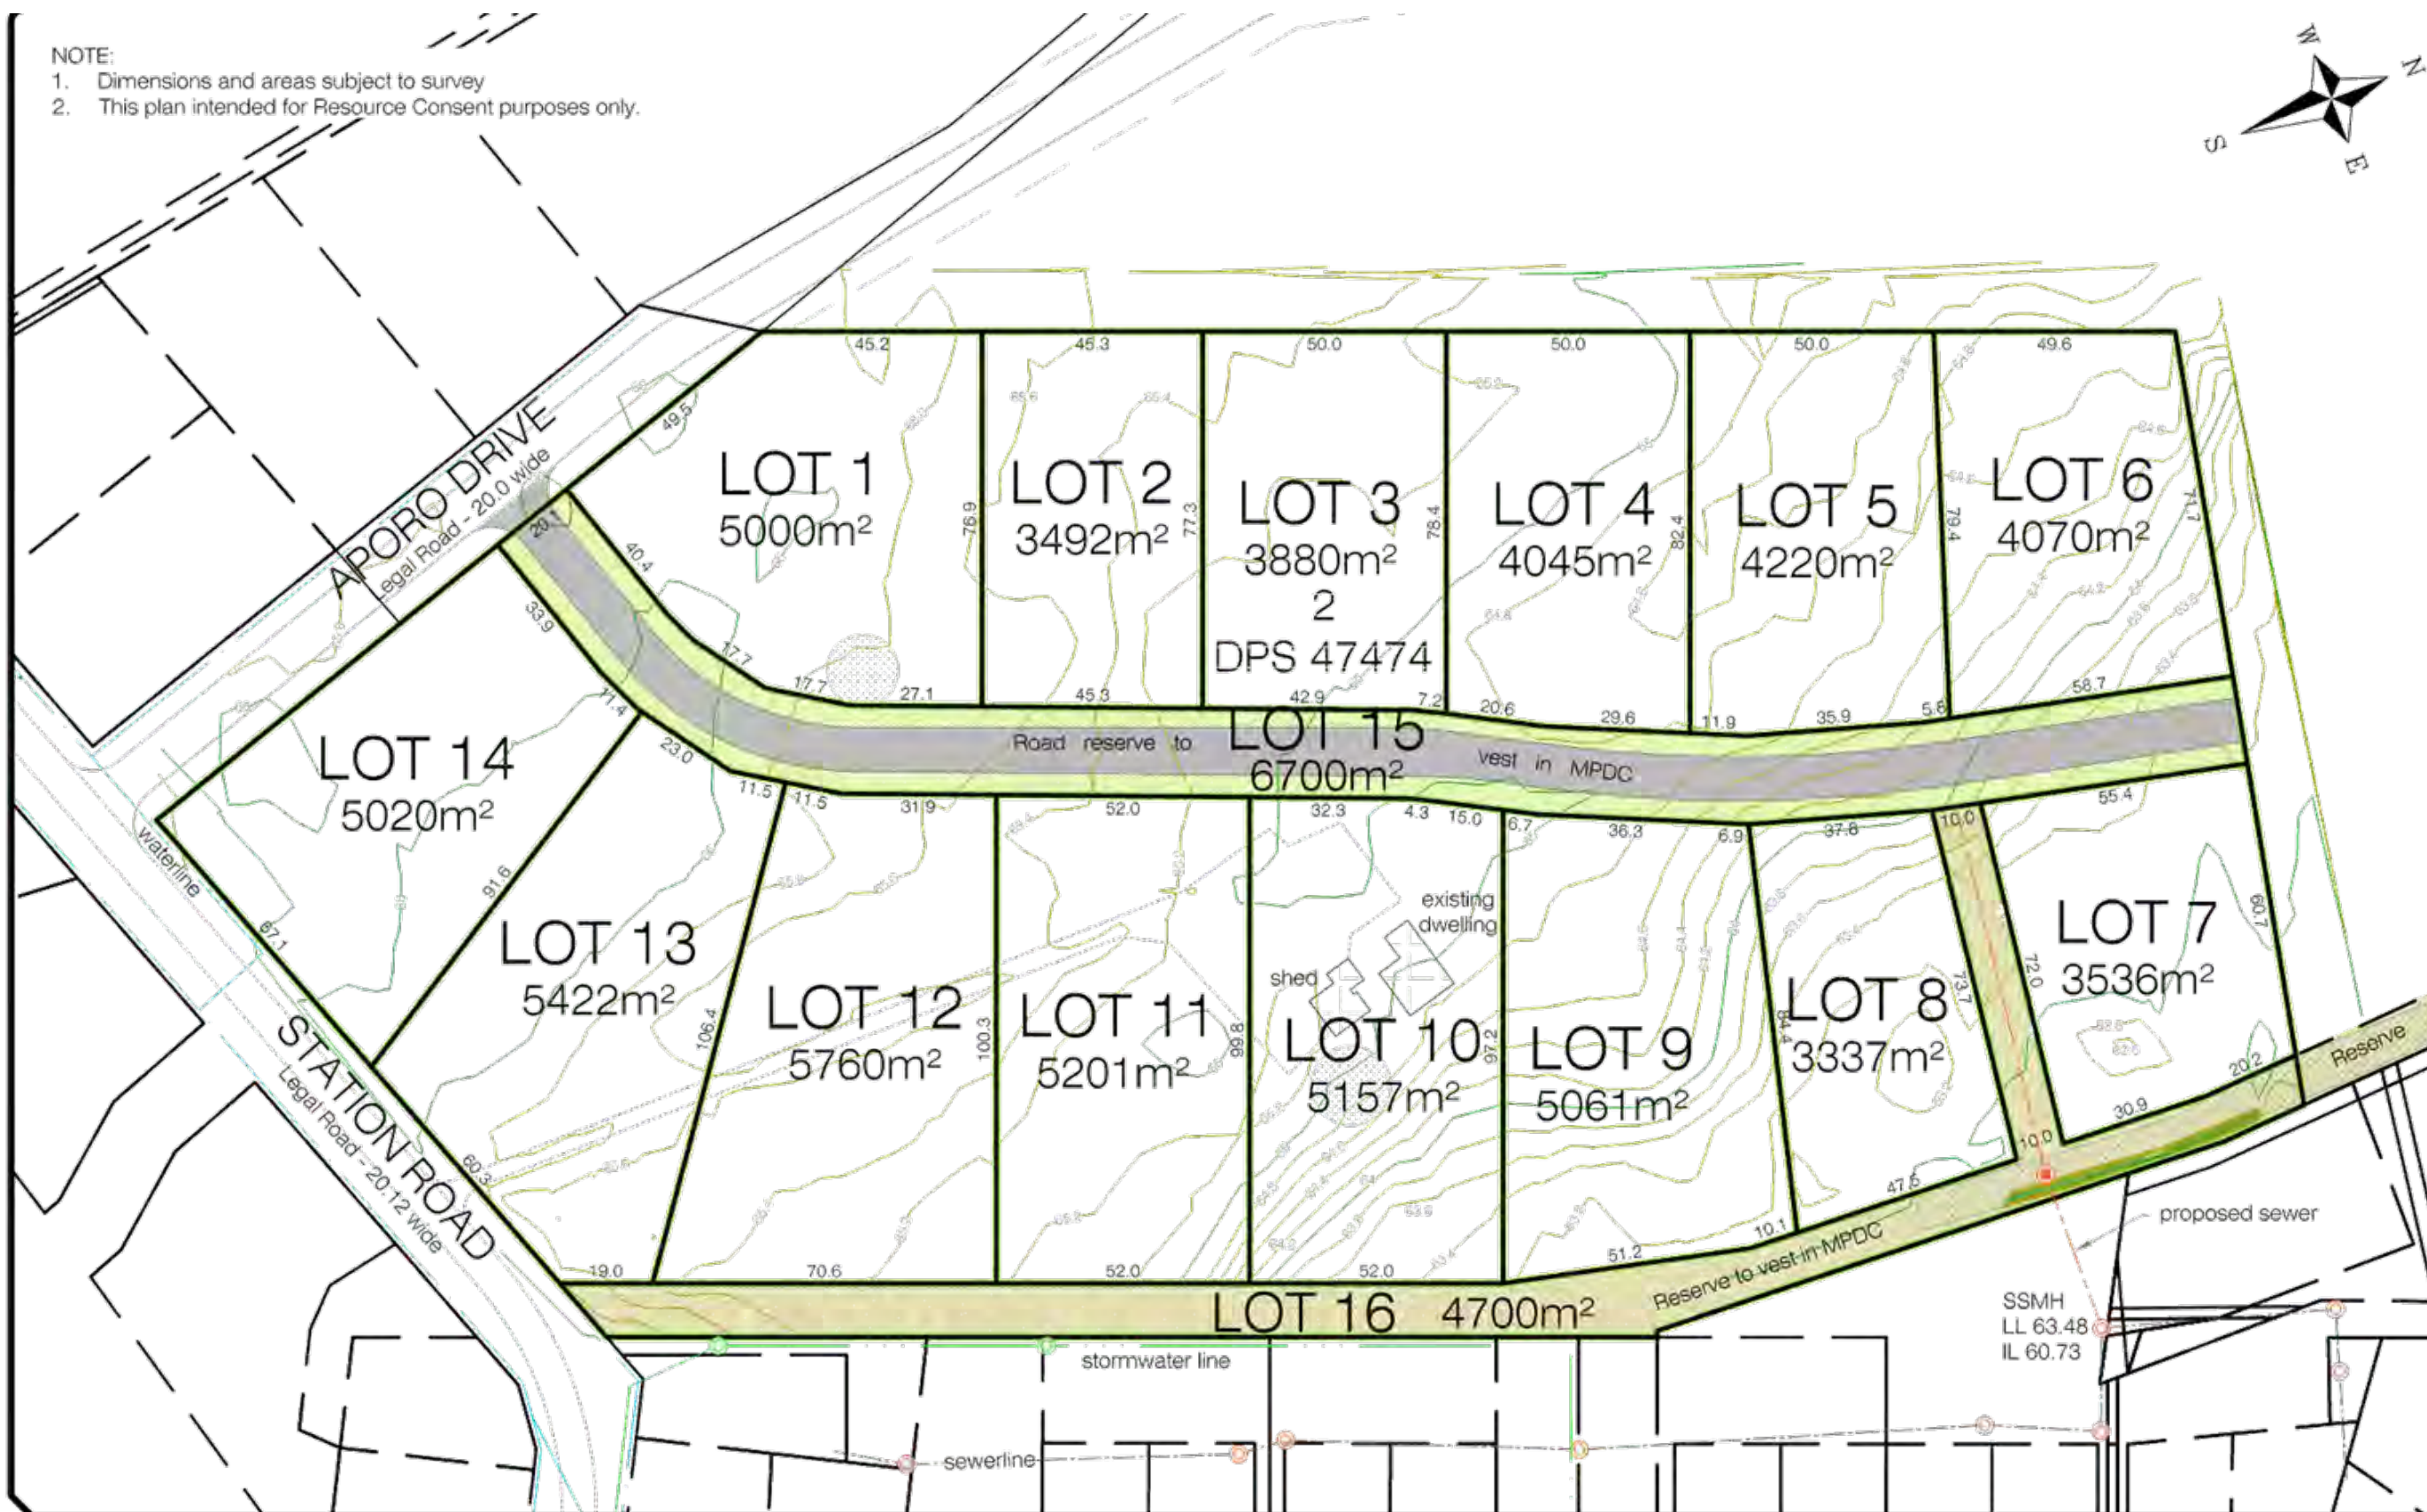 NOTE:
1. Dimensions and areas subject to survey
2. This plan intended for Resource Consent purposes only.
W
N
S
E
45.2
45.3
50.0
50.0
50.0
49.6
49.5
APORO DRIVE
Legal Road - 20.0 wide
20.1
LOT 1
5000m²
76.9
LOT 2
3492m²
77.3
LOT 3
3880m²
2
DPS 47474
78.4
LOT 4
4045m²
82.4
LOT 5
4220m²
79.4
LOT 6
4070m²
71.7
40.4
33.9
17.7
17.7
27.1
45.3
42.9
7.2
20.6
29.6
11.9
35.9
5.8
58.7
11.4
23.0
11.5
11.5
31.9
52.0
32.3
4.3
15.0
6.7
36.3
6.9
37.8
10.0
55.4
Road reserve to
LOT 15
6700m²
vest in MPDC
LOT 14
5020m²
waterline
67.1
91.6
LOT 13
5422m²
106.4
LOT 12
5760m²
100.3
LOT 11
5201m²
99.8
existing
dwelling
shed
LOT 10
5157m²
97.2
LOT 9
5061m²
84.4
LOT 8
3337m²
73.7
72.0
LOT 7
3536m²
60.7
STATION ROAD
Legal Road - 20.12 wide
60.3
19.0
70.6
52.0
52.0
51.2
10.1
47.5
10.0
30.9
20.2
Reserve
LOT 16 4700m²
Reserve to vest in MPDC
proposed sewer
SSMH
LL 63.48
IL 60.73
stormwater line
sewerline